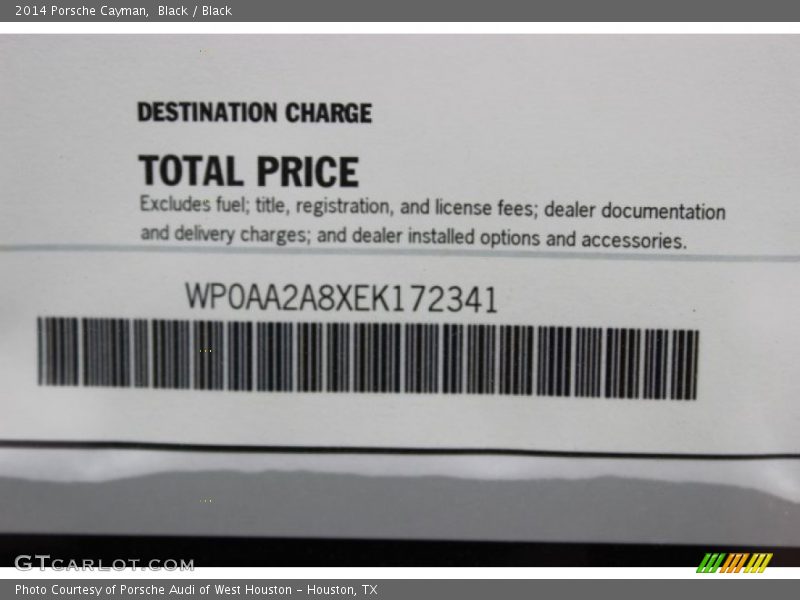 2014 Porsche Cayman,  Black / Black
DESTINATION CHARGE
TOTAL PRICE
Excludes fuel; title, registration, and license fees; dealer documentation
and delivery charges; and dealer installed options and accessories.
WP0AA2A8XEK172341
GTCARLOT.COM
Photo Courtesy of Porsche Audi of West Houston – Houston, TX